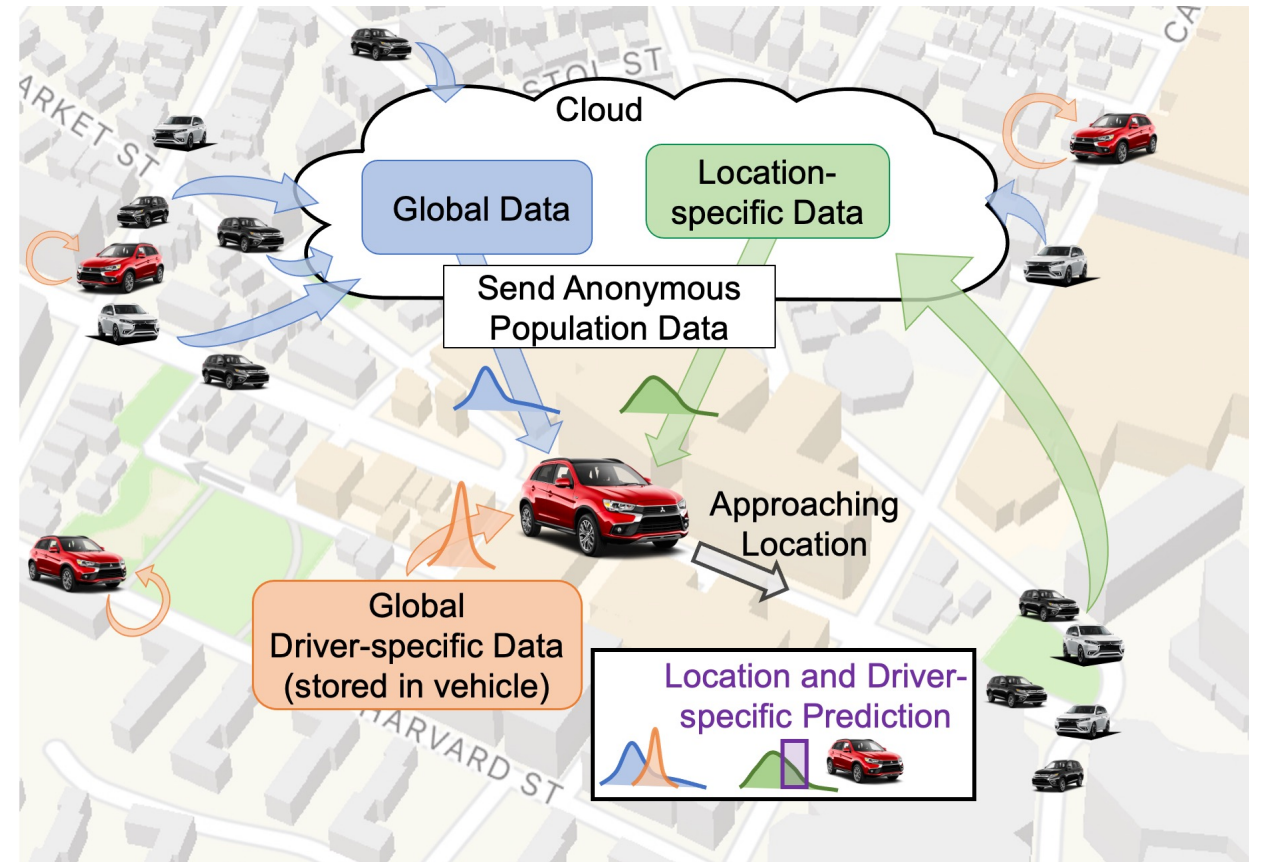 ARKET ST
STOL ST
CA
Cloud
Global Data
Location-
specific Data
Send Anonymous
Population Data
Approaching
Location
Global
Driver-specific Data
(stored in vehicle)
HARVARD ST
Location and Driver-
specific Prediction